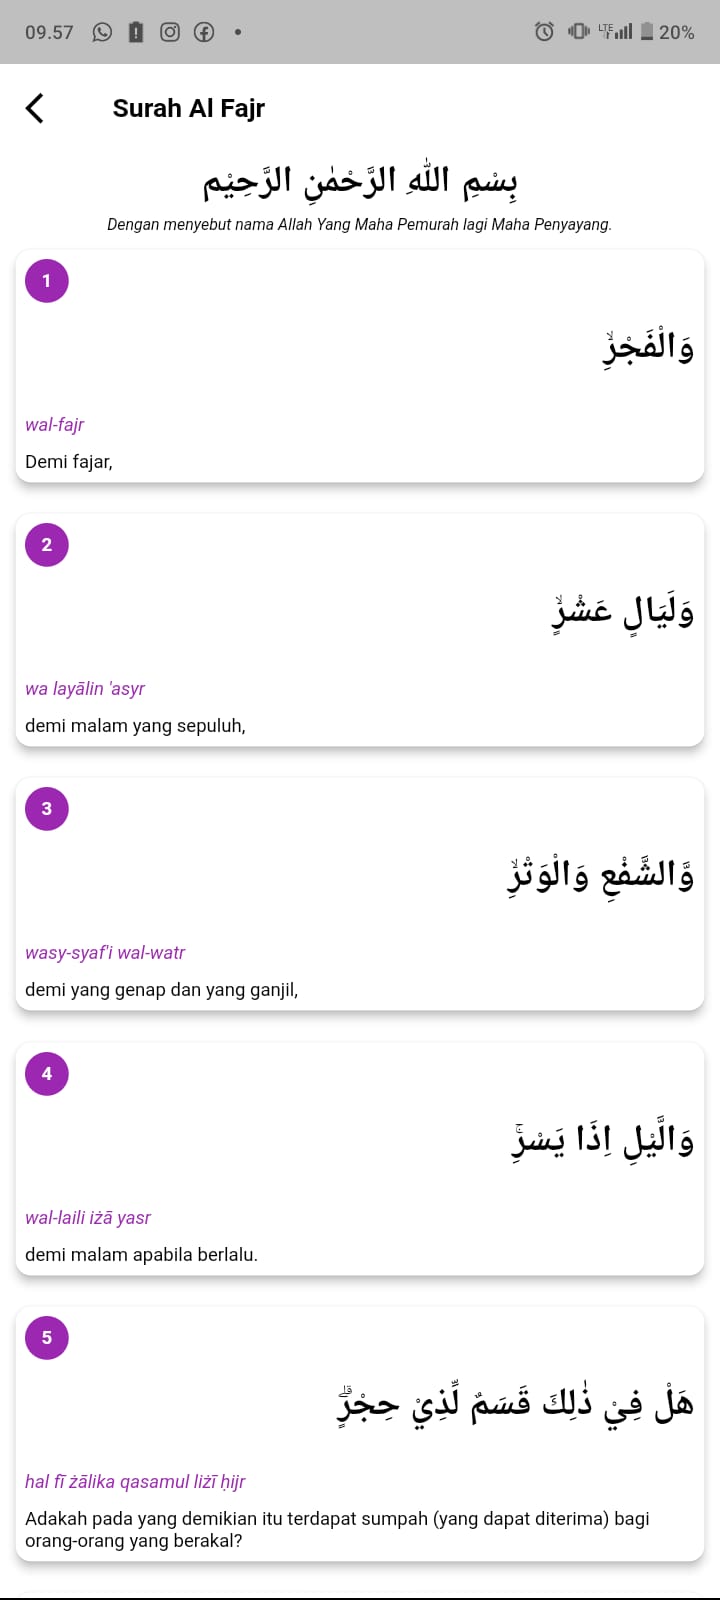 09.57
LTE 20%
Surah Al Fajr
بِسْمِ اللّٰهِ الرَّحْمٰنِ الرَّحِيْمِ
Dengan menyebut nama Allah Yang Maha Pemurah lagi Maha Penyayang.
1
وَالْفَجْرِۙ
wal-fajr
Demi fajar,
2
وَلَيَالٍ عَشْرٍۙ
wa layālin 'asyr
demi malam yang sepuluh,
3
وَّالشَّفْعِ وَالْوَتْرِۙ
wasy-syaf'i wal-watr
demi yang genap dan yang ganjil,
4
وَالَّيْلِ اِذَا يَسْرِۚ
wal-laili iżā yasr
demi malam apabila berlalu.
5
هَلْ فِيْ ذٰلِكَ قَسَمٌ لِّذِيْ حِجْرٍۗ
hal fī żālika qasamul liżī ḥijr
Adakah pada yang demikian itu terdapat sumpah (yang dapat diterima) bagi
orang-orang yang berakal?